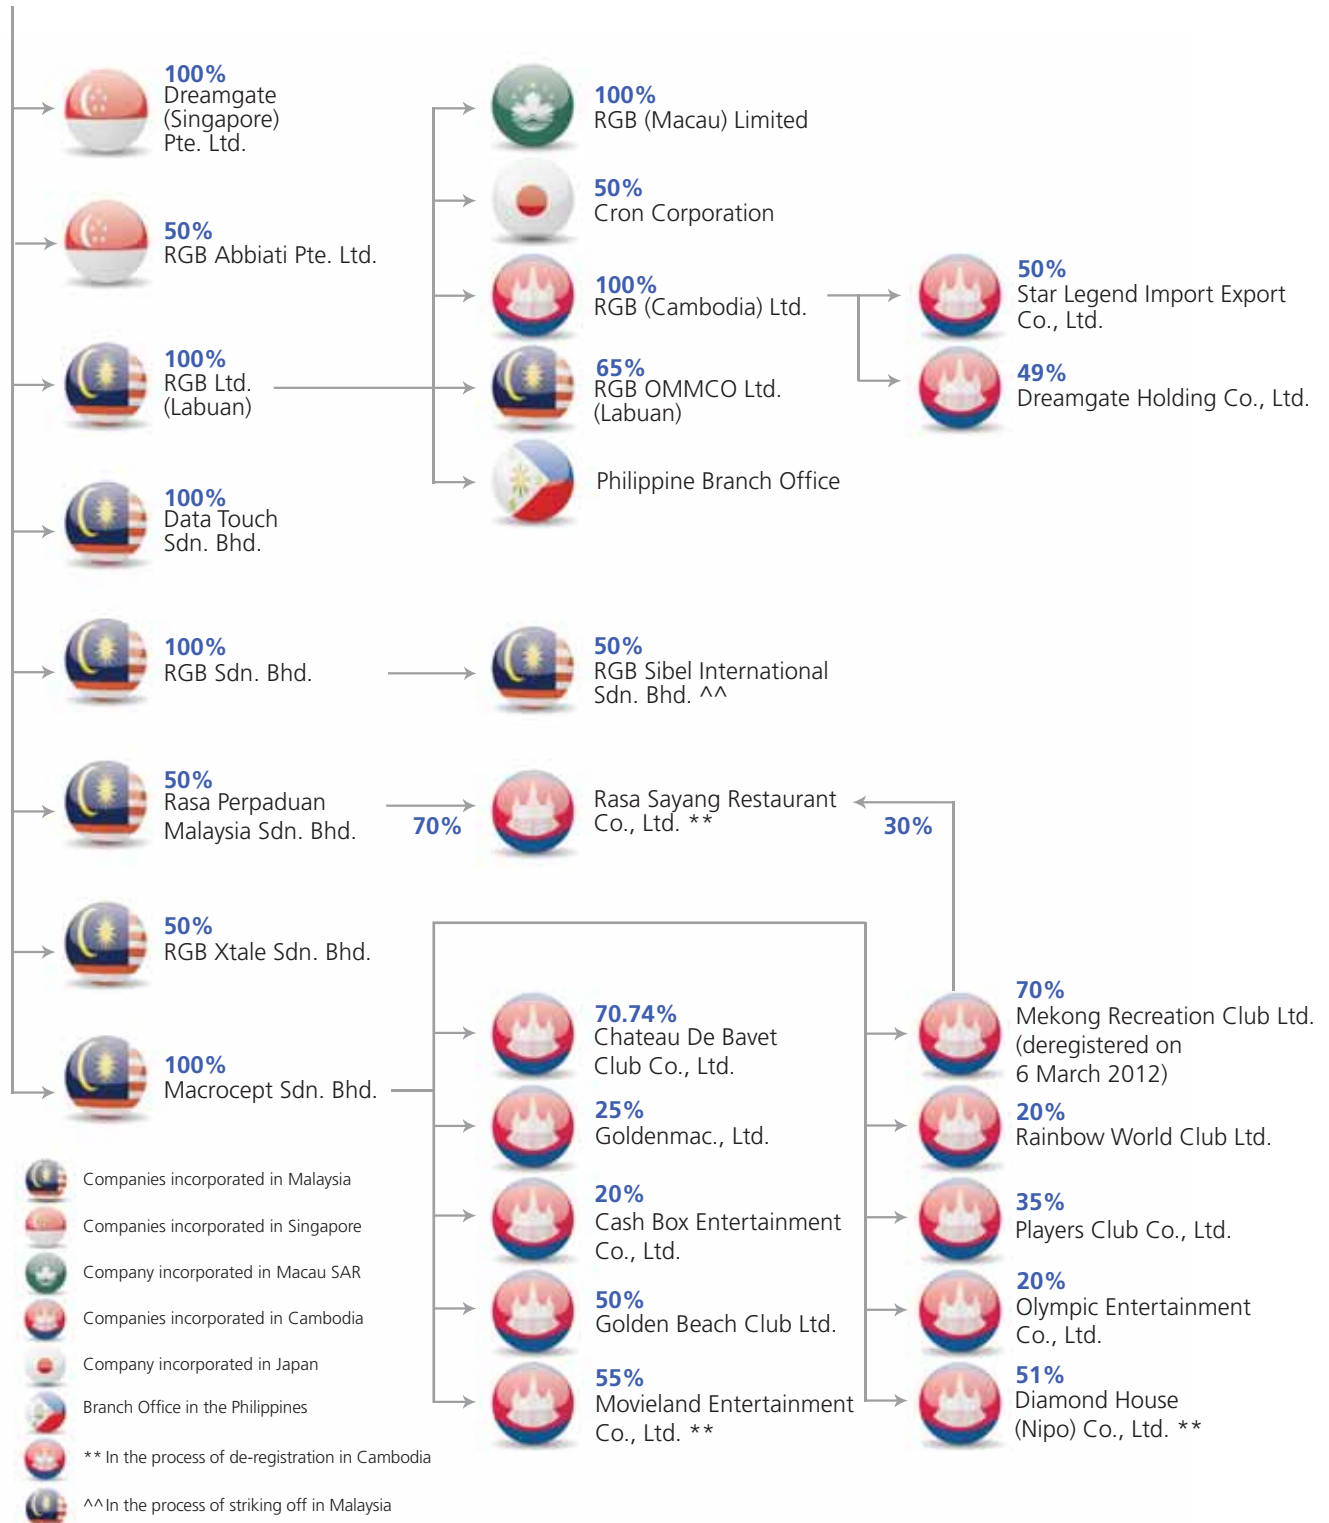 100%
Dreamgate
(Singapore)
Pte. Ltd.
50%
RGB Abbiati Pte. Ltd.
100%
RGB Ltd.
(Labuan)
100%
Data Touch
Sdn. Bhd.
100%
RGB Sdn. Bhd.
50%
Rasa Perpaduan
Malaysia Sdn. Bhd.
70%
50%
RGB Xtale Sdn. Bhd.
100%
Macrocept Sdn. Bhd.
100%
RGB (Macau) Limited
50%
Cron Corporation
100%
RGB (Cambodia) Ltd.
65%
RGB OMMCO Ltd.
(Labuan)
Philippine Branch Office
50%
RGB Sibel International
Sdn. Bhd. ^^
Rasa Sayang Restaurant
Co., Ltd. **
30%
50%
Star Legend Import Export
Co., Ltd.
49%
Dreamgate Holding Co., Ltd.
70.74%
Chateau De Bavet
Club Co., Ltd.
25%
Goldenmac., Ltd.
20%
Cash Box Entertainment
Co., Ltd.
50%
Golden Beach Club Ltd.
55%
Movieland Entertainment
Co., Ltd. **
70%
Mekong Recreation Club Ltd.
(deregistered on
6 March 2012)
20%
Rainbow World Club Ltd.
35%
Players Club Co., Ltd.
20%
Olympic Entertainment
Co., Ltd.
51%
Diamond House
(Nipo) Co., Ltd. **
Companies incorporated in Malaysia
Companies incorporated in Singapore
Company incorporated in Macau SAR
Companies incorporated in Cambodia
Company incorporated in Japan
Branch Office in the Philippines
** In the process of de-registration in Cambodia
^^ In the process of striking off in Malaysia